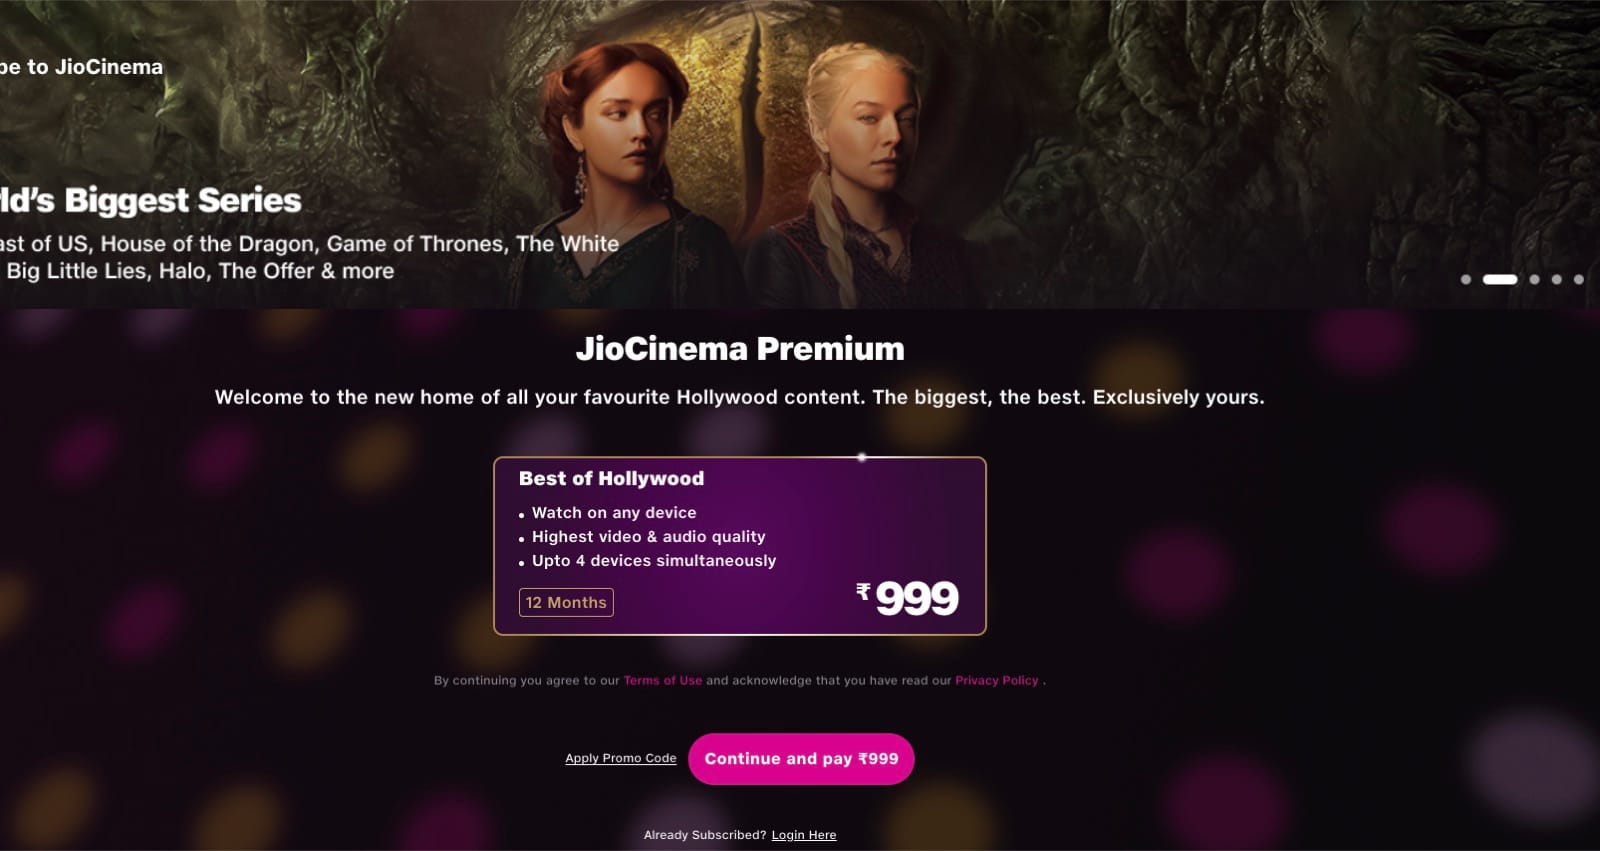 to JioCinema
Biggest Series
of US, House of the Dragon, Game of Thrones, The White
Big Little Lies, Halo, The Offer & more
JioCinema Premium
Welcome to the new home of all your favourite Hollywood content. The biggest, the best. Exclusively yours.
Best of Hollywood
• Watch on any device
• Highest video & audio quality
• Upto 4 devices simultaneously
12 Months
₹999
By continuing you agree to our Terms of Use and acknowledge that you have read our Privacy Policy .
Apply Promo Code
Continue and pay ₹999
Already Subscribed? Login Here